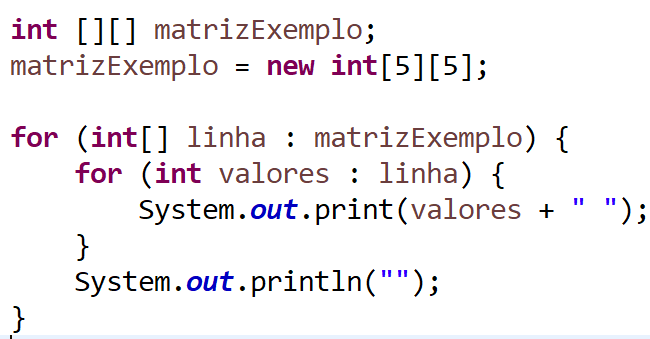 int [][] matrizExemplo;
matrizExemplo = new int[5][5];

for (int[] linha : matrizExemplo) {
    for (int valores : linha) {
        System.out.print(valores + " ");
    }
    System.out.println("");
}